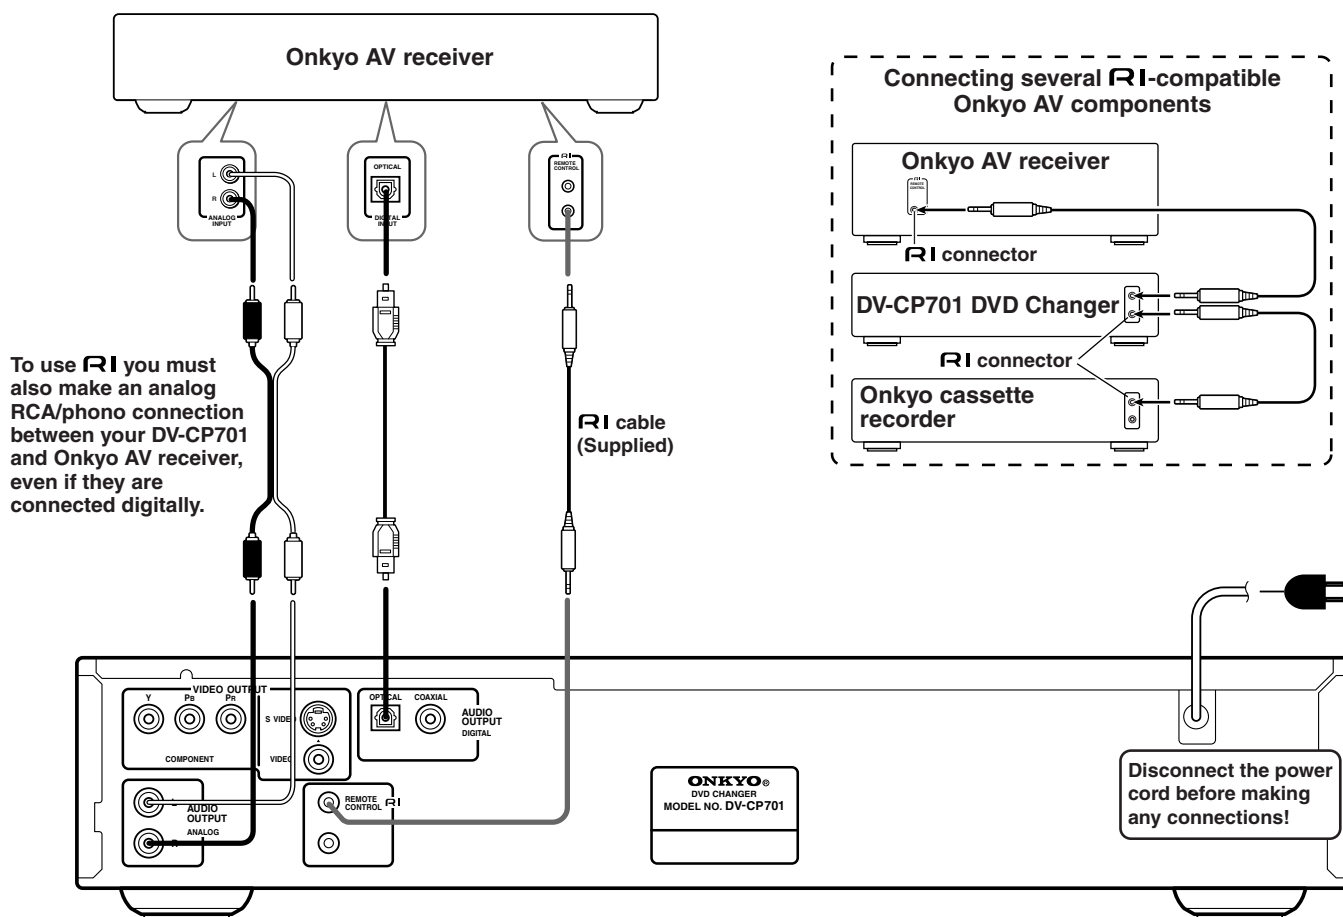 Onkyo AV receiver
L
R
ANALOG
INPUT
OPTICAL
DIGITAL
INPUT
RI
REMOTE
CONTROL
To use RI you must
also make an analog
RCA/phono connection
between your DV-CP701
and Onkyo AV receiver,
even if they are
connected digitally.
RI cable
(Supplied)
Connecting several RI-compatible
Onkyo AV components
Onkyo AV receiver
RI
REMOTE
CONTROL
RI connector
DV-CP701 DVD Changer
RI connector
Onkyo cassette
recorder
VIDEO OUTPUT
Y
PB
PR
COMPONENT
S VIDEO
VIDEO
OPTICAL
COAXIAL
AUDIO
OUTPUT
DIGITAL
L
AUDIO
OUTPUT
ANALOG
R
REMOTE
CONTROL RI
ONKYO®
DVD CHANGER
MODEL NO. DV-CP701
Disconnect the power
cord before making
any connections!